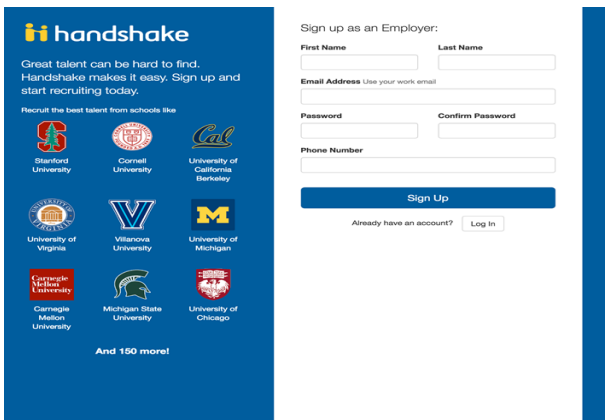 handshake
Great talent can be hard to find.
Handshake makes it easy. Sign up and
start recruiting today.
Recruit the best talent from schools like
Stanford
University
Cornell
University
Cal
University of
California
Berkeley
University of
Virginia
V
Villanova
University
M
University of
Michigan
Carnegie
Mellon
University
Carnegie
Mellon
University
Michigan State
University
University of
Chicago
And 150 more!
Sign up as an Employer:
First Name
Last Name
Email Address Use your work email
Password
Confirm Password
Phone Number
Sign Up
Already have an account? Log In